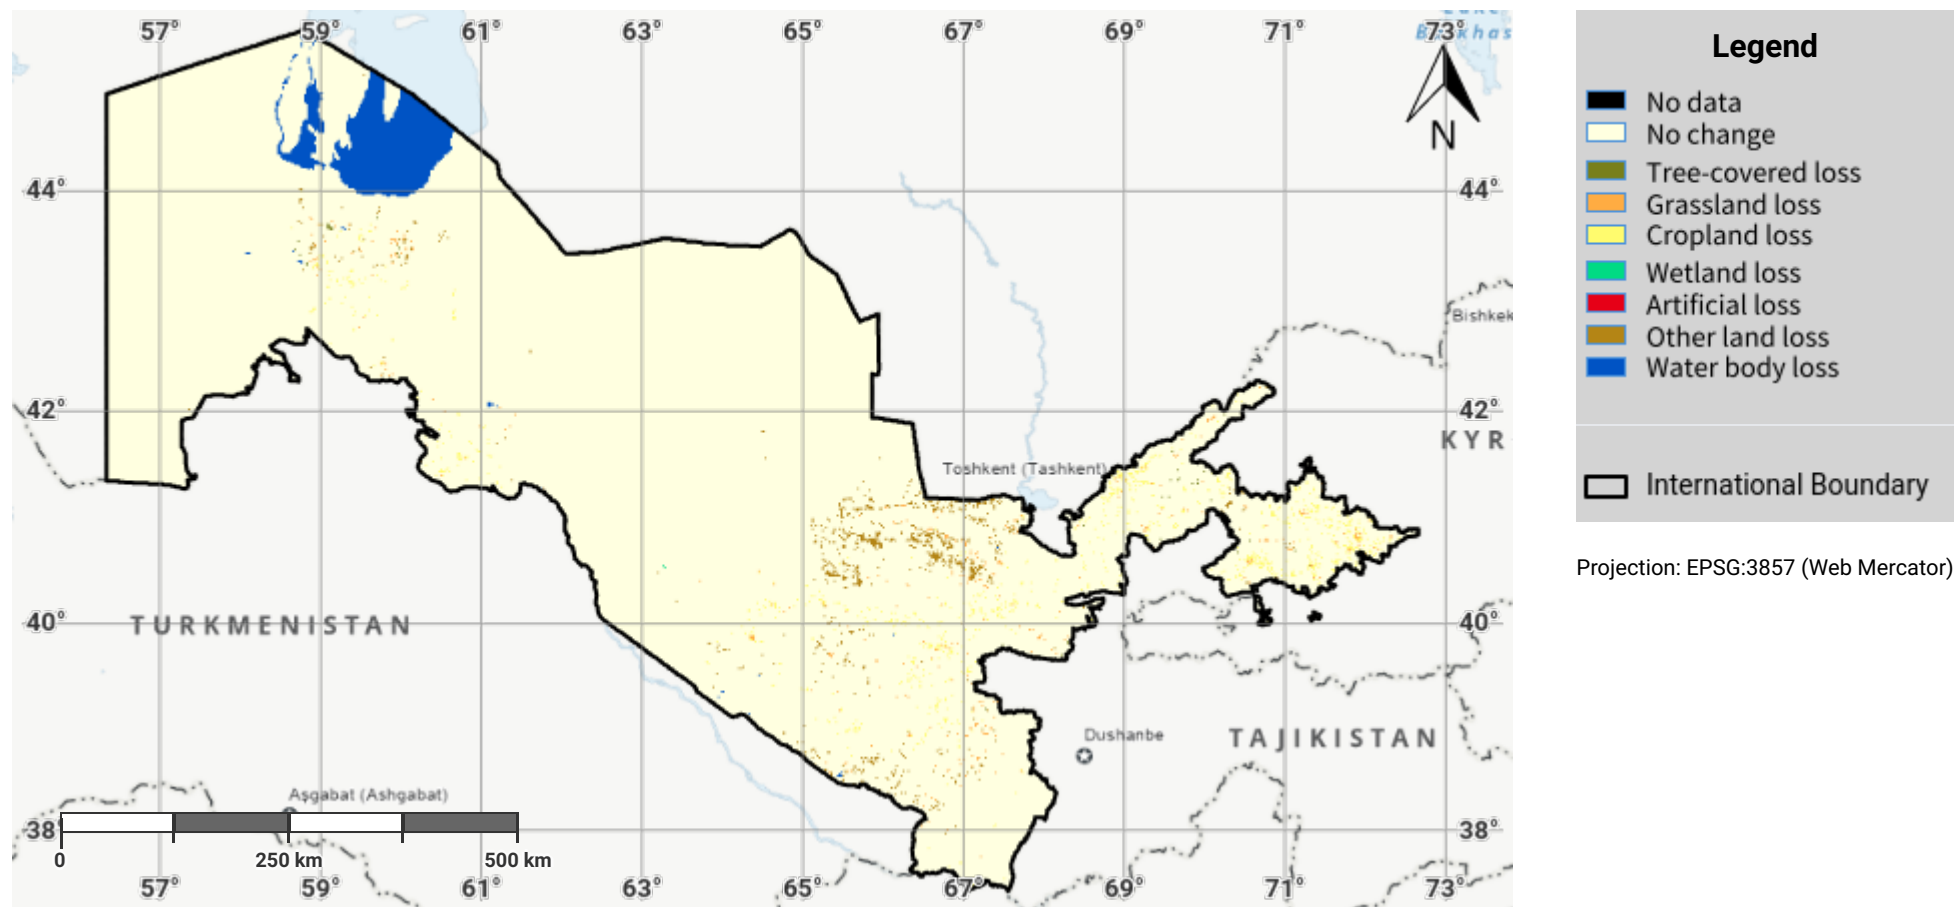 57° 59° 61° 63° 65° 67° 69° 71° 73°
N
44° 44°
Bishkek
42° 42°
KYR
Toshkent (Tashkent)
40° 40°
TURKMENISTAN
Dushanbe
TAJIKISTAN
Aşgabat (Ashgabat)
38° 38°
0 250 km 500 km
57° 59° 61° 63° 65° 67° 69° 71° 73°
Legend
No data
No change
Tree-covered loss
Grassland loss
Cropland loss
Wetland loss
Artificial loss
Other land loss
Water body loss
International Boundary
Projection: EPSG:3857 (Web Mercator)